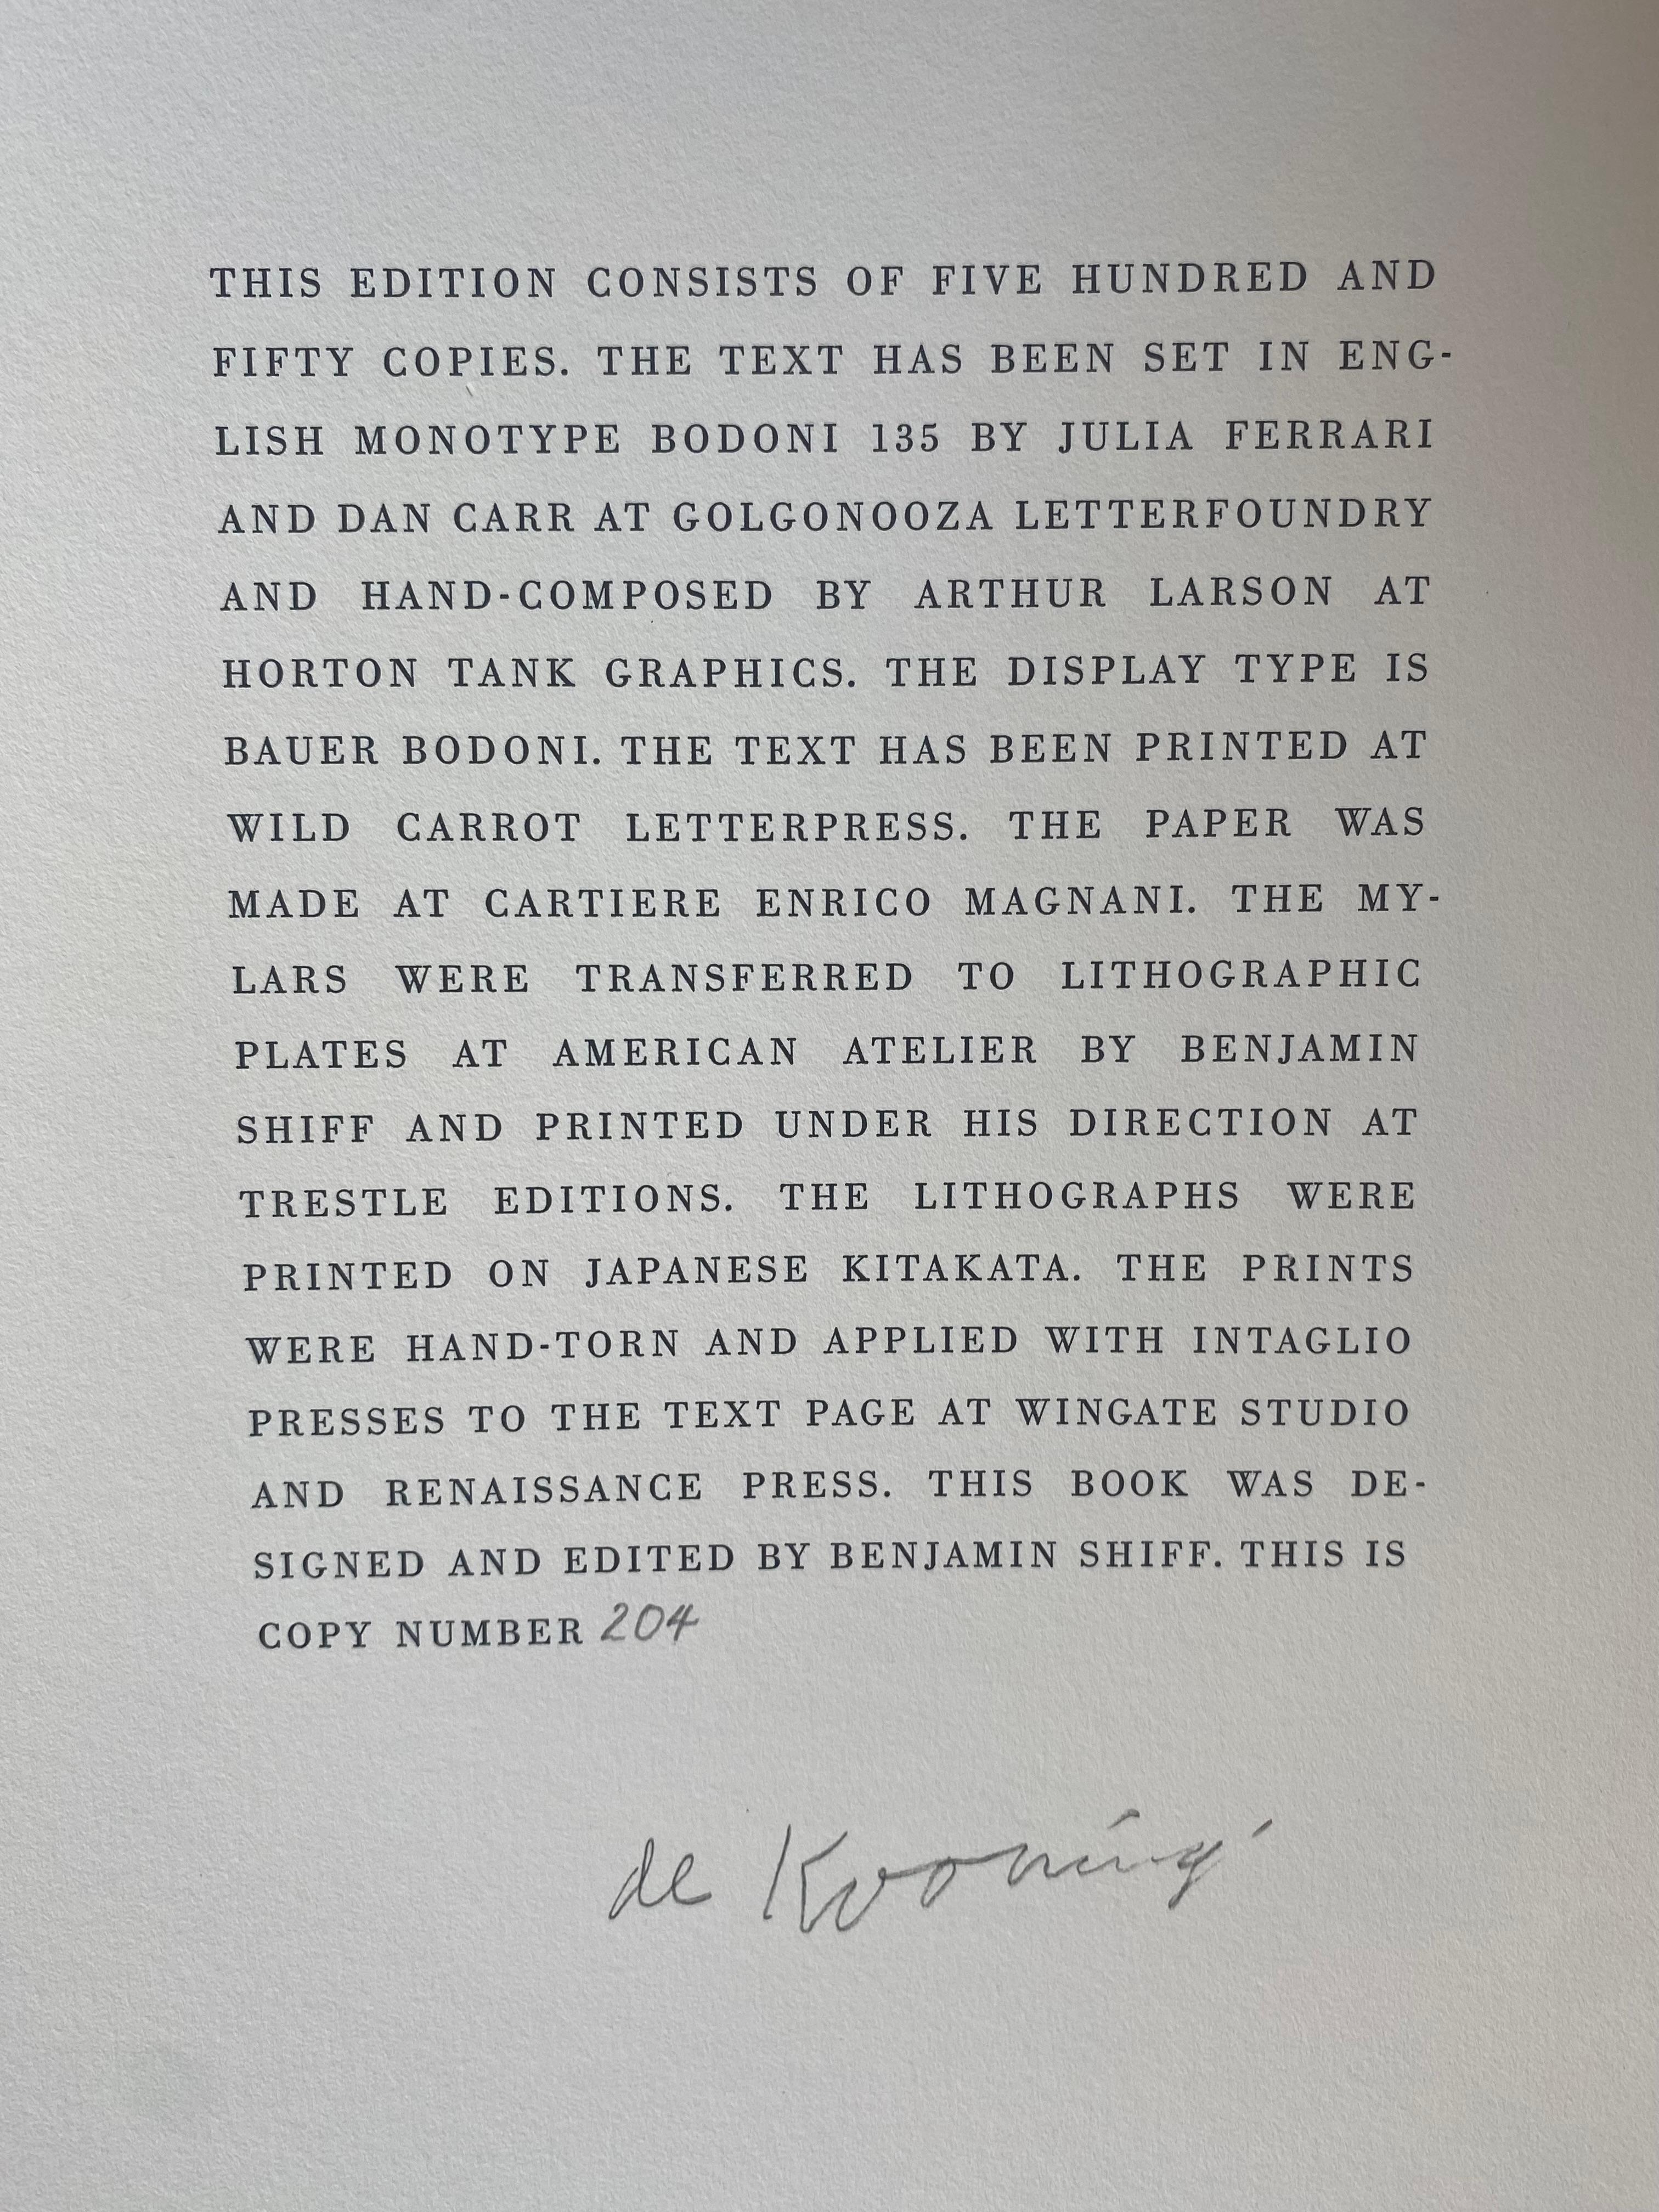 THIS EDITION CONSISTS OF FIVE HUNDRED AND
FIFTY COPIES. THE TEXT HAS BEEN SET IN ENG-
LISH MONOTYPE BODONI 135 BY JULIA FERRARI
AND DAN CARR AT GOLGONOOZA LETTERFOUNDRY
AND HAND-COMPOSED BY ARTHUR LARSON AT
HORTON TANK GRAPHICS. THE DISPLAY TYPE IS
BAUER BODONI. THE TEXT HAS BEEN PRINTED AT
WILD CARROT LETTERPRESS. THE PAPER WAS
MADE AT CARTIERE ENRICO MAGNANI. THE MY-
LARS WERE TRANSFERRED TO LITHOGRAPHIC
PLATES AT AMERICAN ATELIER BY BENJAMIN
SHIFF AND PRINTED UNDER HIS DIRECTION AT
TRESTLE EDITIONS. THE LITHOGRAPHS WERE
PRINTED ON JAPANESE KITAKATA. THE PRINTS
WERE HAND-TORN AND APPLIED WITH INTAGLIO
PRESSES TO THE TEXT PAGE AT WINGATE STUDIO
AND RENAISSANCE PRESS. THIS BOOK WAS DE-
SIGNED AND EDITED BY BENJAMIN SHIFF. THIS IS
COPY NUMBER 204
de Kooning